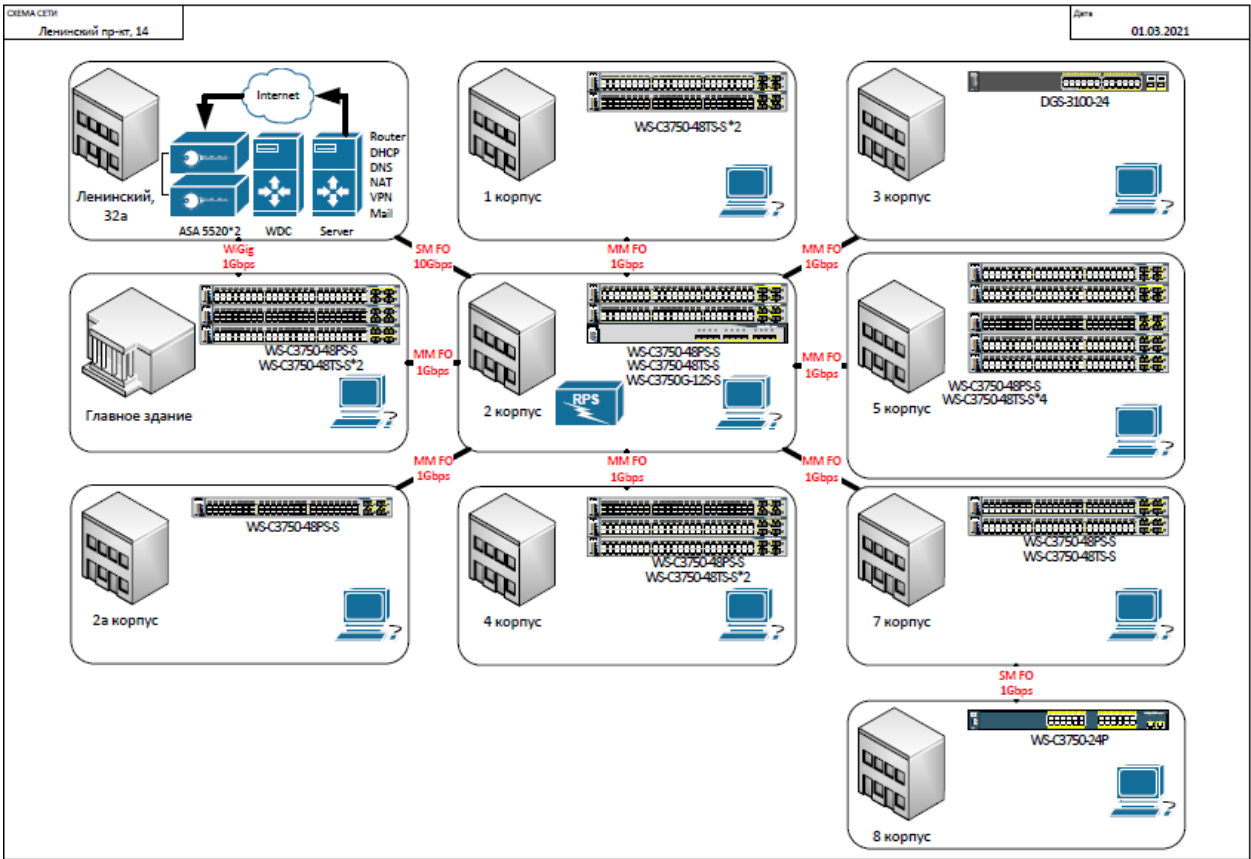 СХЕМА СЕТИ
Ленинский пр-кт, 14
Дата
01.03.2021
Internet
Router
DHCP
DNS
NAT
VPN
Mail
Ленинский,
32а
ASA 5520*2
WDC
Server
WS-C3750-48TS-S*2
1 корпус
DGS-3100-24
3 корпус
WiGig
1Gbps
SM FO
10Gbps
MM FO
1Gbps
MM FO
1Gbps
WS-C3750-48PS-S
WS-C3750-48TS-S*2
Главное здание
?
MM FO
1Gbps
WS-C3750-48PS-S
WS-C3750-48TS-S
WS-C3750G-12S-S
RPS
2 корпус
MM FO
1Gbps
WS-C3750-48PS-S
WS-C3750-48TS-S*4
5 корпус
?
MM FO
1Gbps
MM FO
1Gbps
MM FO
1Gbps
WS-C3750-48PS-S
2а корпус
?
WS-C3750-48PS-S
WS-C3750-48TS-S*2
4 корпус
?
WS-C3750-48PS-S
WS-C3750-48TS-S
7 корпус
?
SM FO
1Gbps
WS-C3750-24P
8 корпус
?